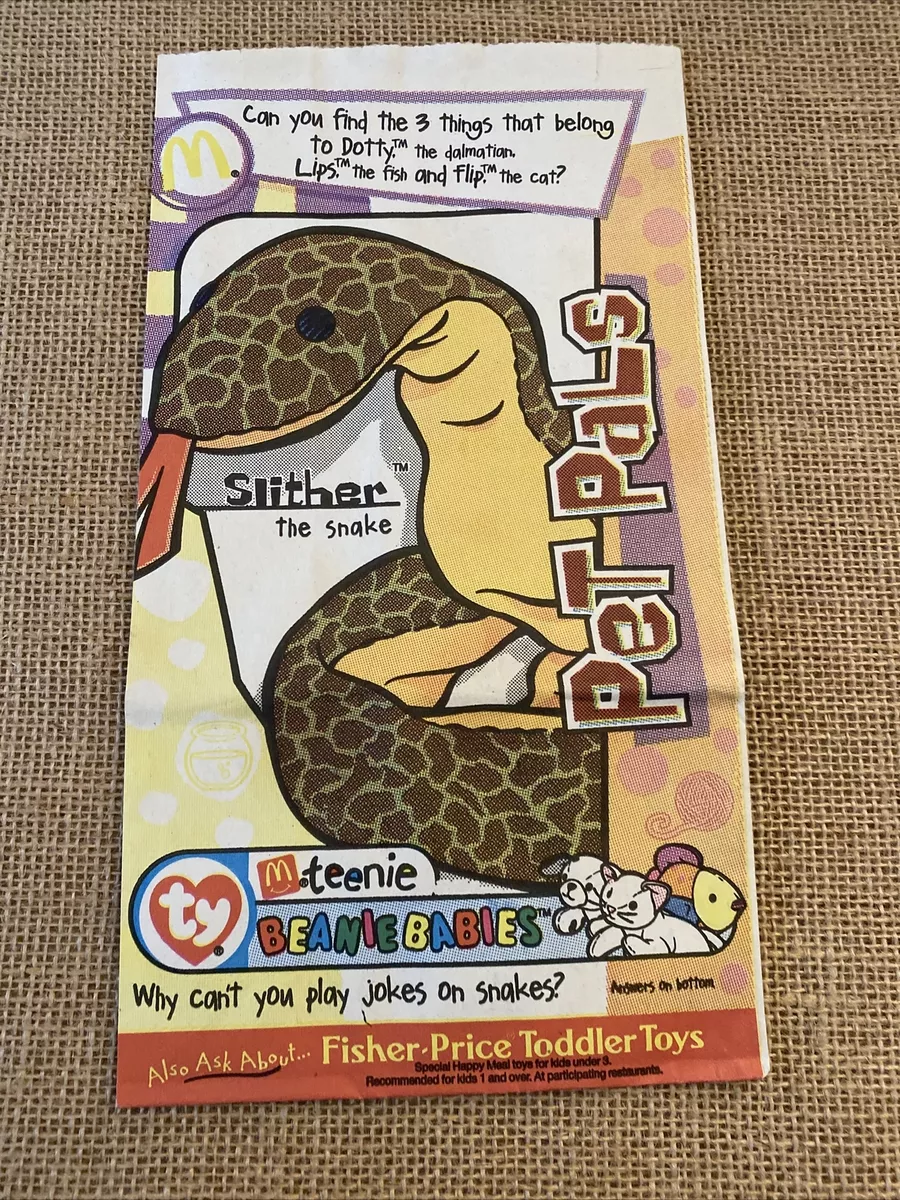 Can you find the 3 things that belong
to Dotty,™ the dalmatian,
Lips,™ the fish and Flip,™ the cat?
M®
Pet Pals
Slither™
the snake
ty®
M®teenie
BEANIE BABIES™
Why can't you play jokes on snakes?
Answers on bottom
Also Ask About... Fisher-Price Toddler Toys
Special Happy Meal toys for kids under 3.
Recommended for kids 1 and over. At participating restaurants.